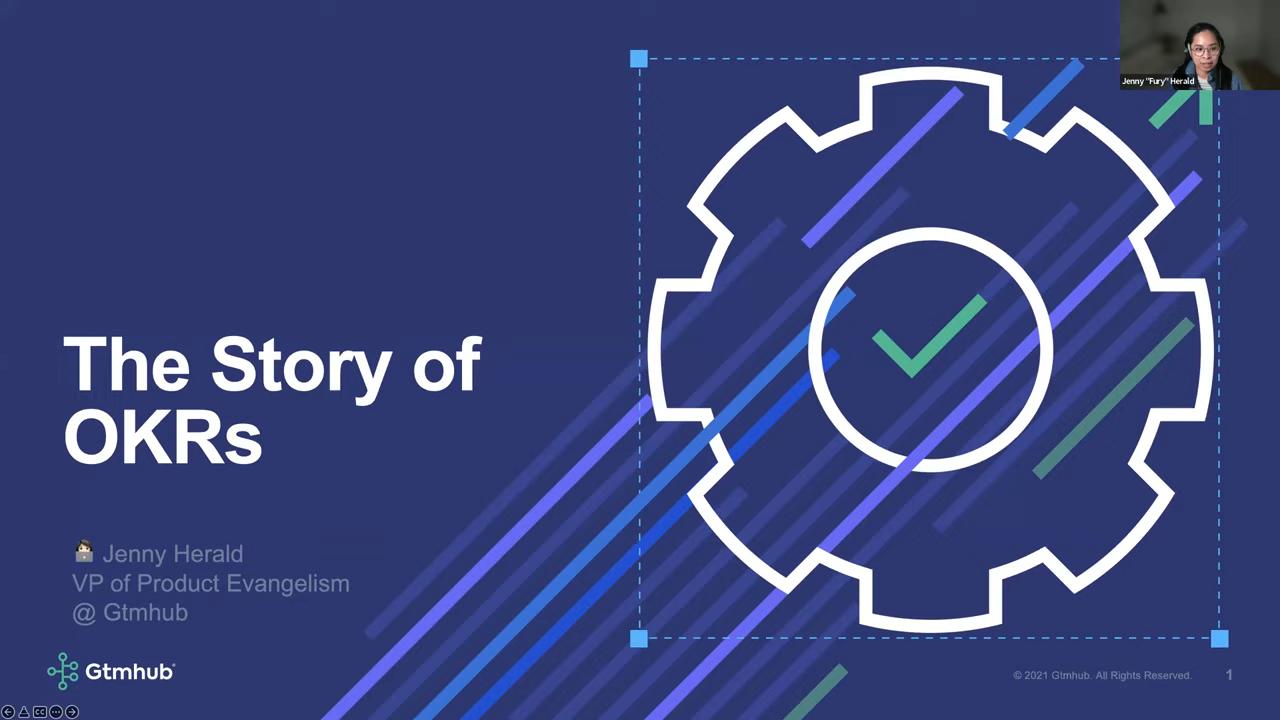 Jenny "Fury" Herald
The Story of
OKRs
Jenny Herald
VP of Product Evangelism
@ Gtmhub
Gtmhub
© 2021 Gtmhub. All Rights Reserved.
1